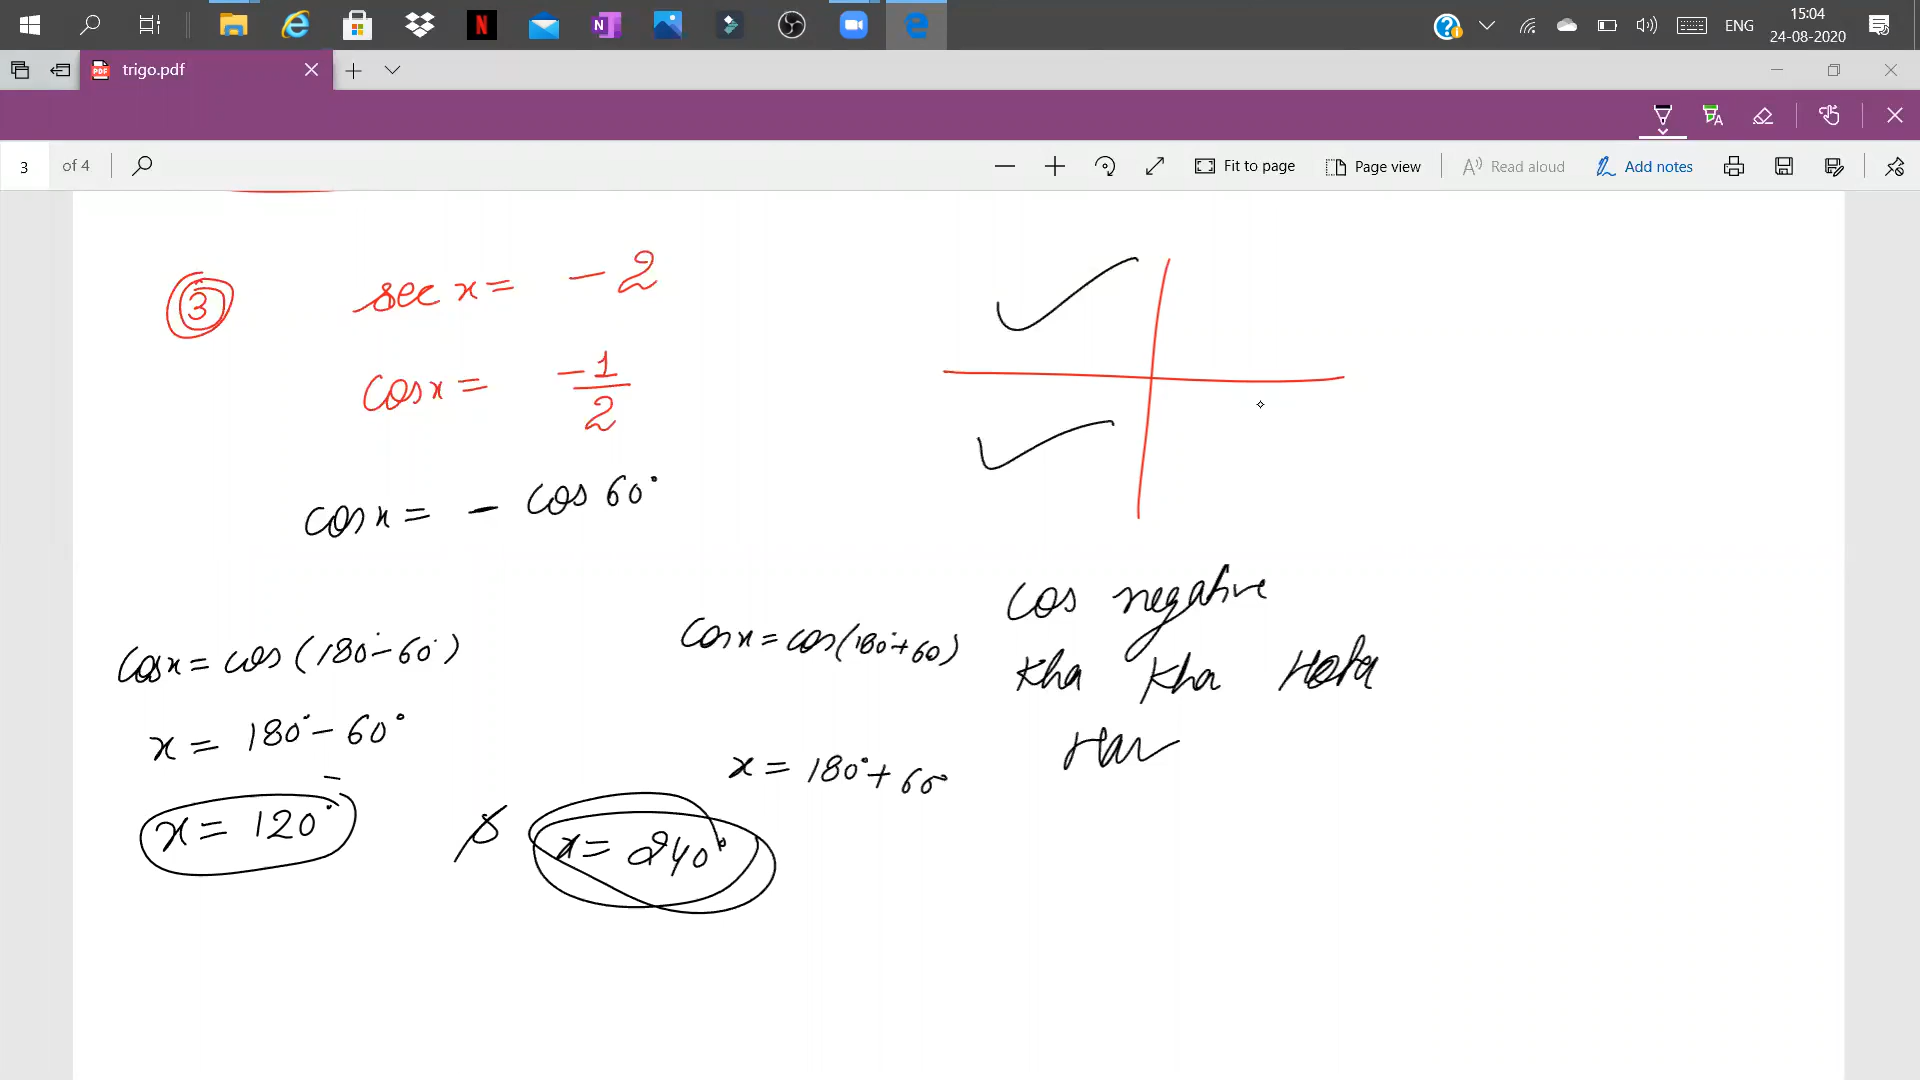 15:04
ENG
24-08-2020
trigo.pdf
3 of 4
Fit to page
Page view
Read aloud
Add notes
③ sec x = - 2
cos x = -1/2
cos x = - cos 60°
cos x = cos (180° - 60°)
x = 180° - 60°
x = 120°
cos x = cos(180° + 60)
x = 180° + 60°
x = 240°
cos negative
Kha Kha Hota
Hai